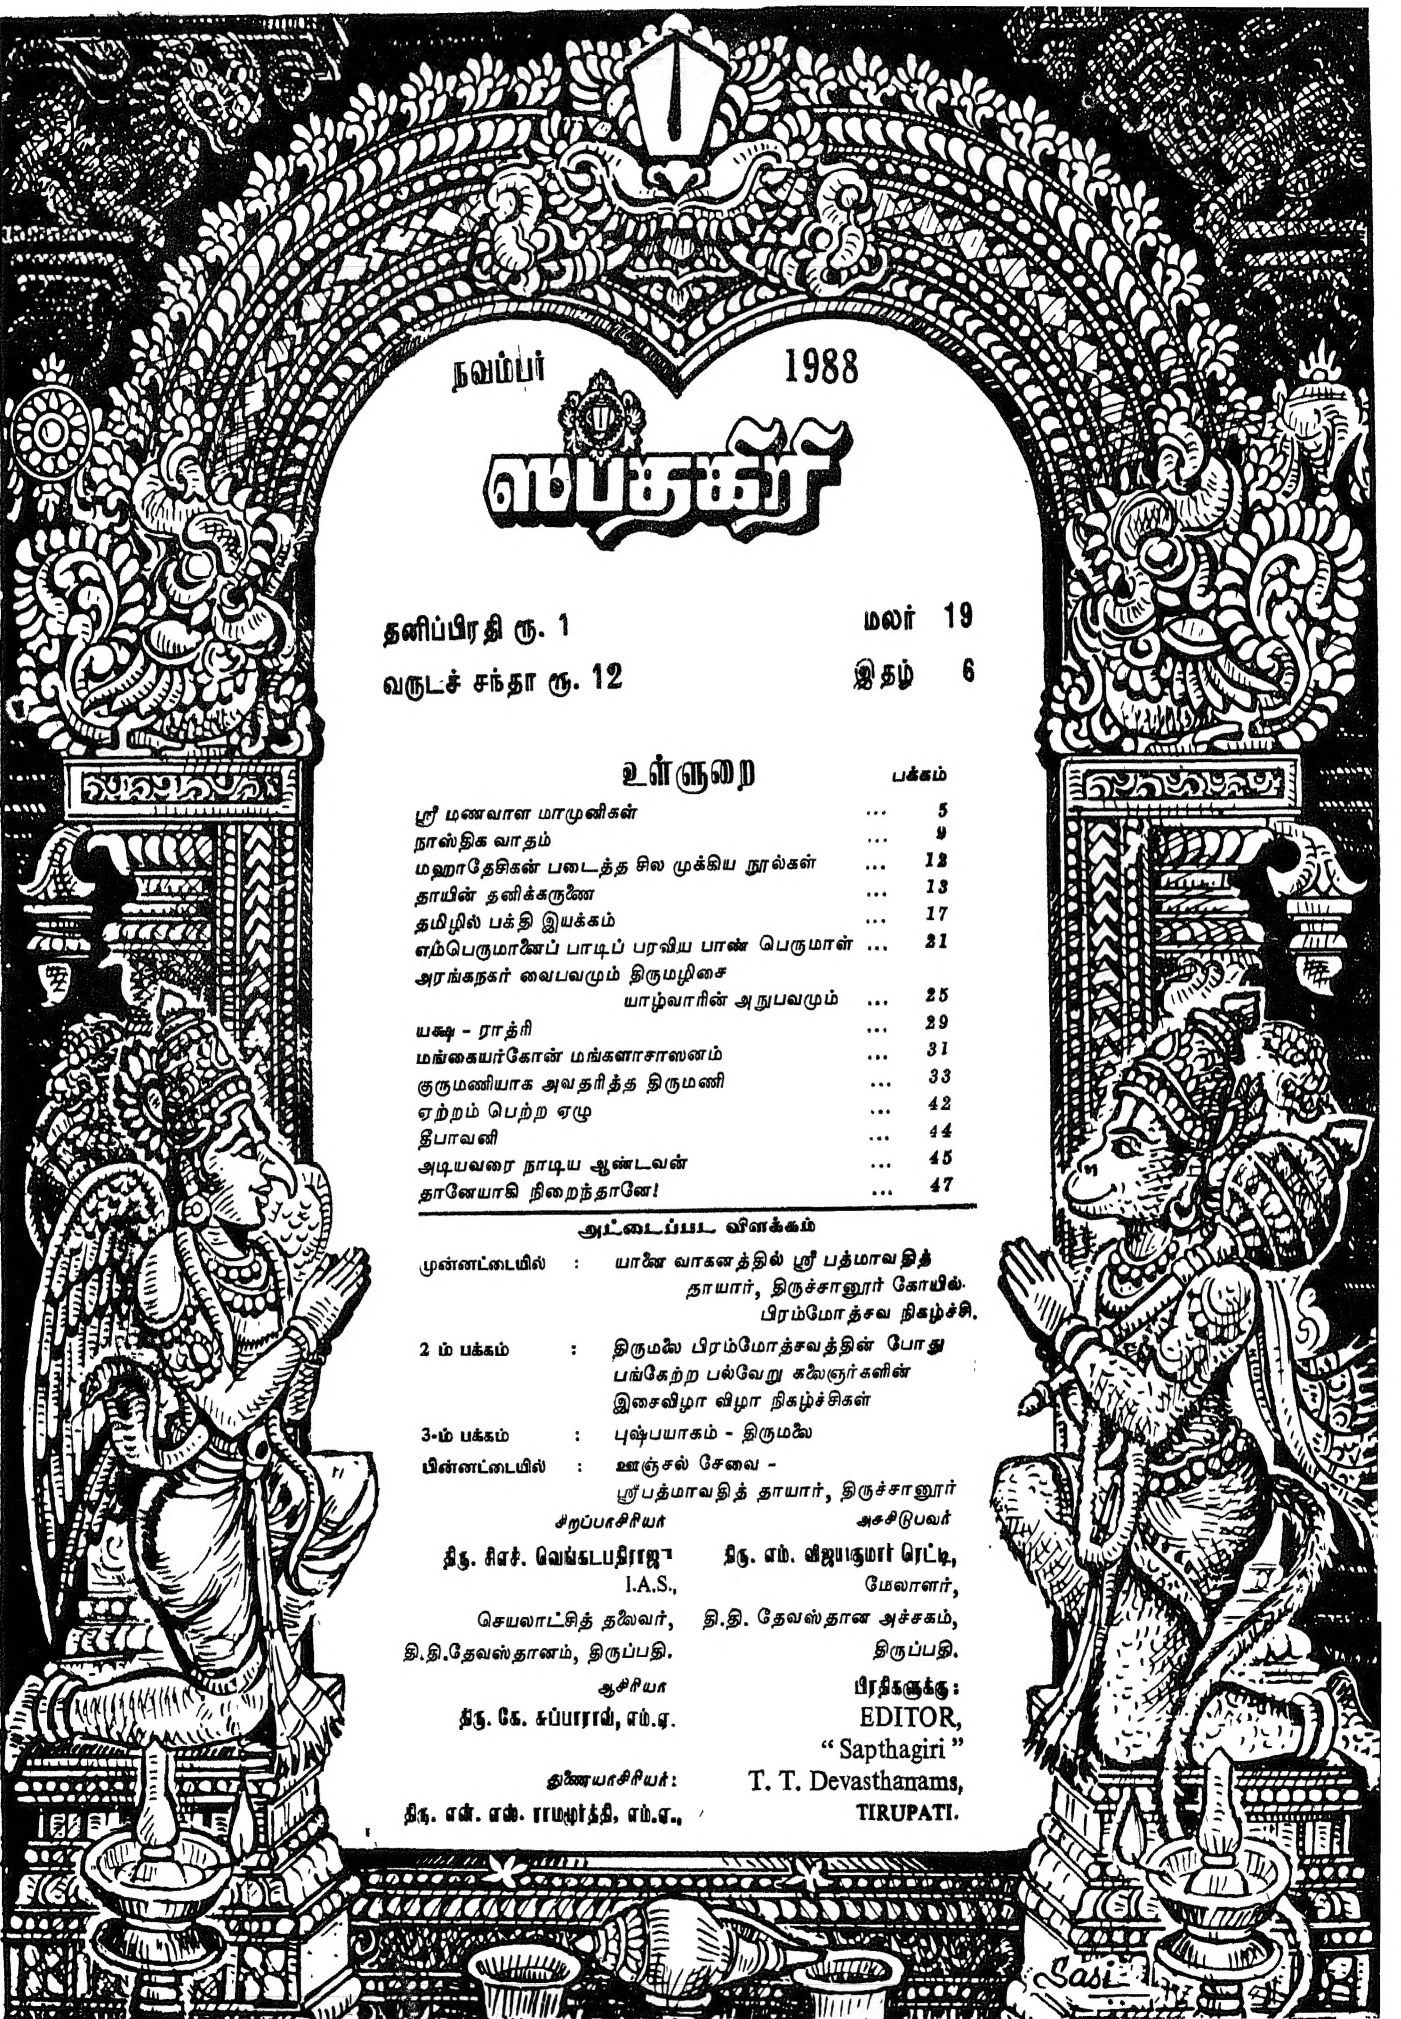 நவம்பர் 1988
ஸப்தகிரி
தனிப்பிரதி ரூ. 1 மலர் 19
வருடச் சந்தா ரூ. 12 இதழ் 6
உள்ளுறை பக்கம்
ஸ்ரீ மணவாள மாமுனிகள் ... 5
நாஸ்திக வாதம் ... 9
மஹாதேசிகன் படைத்த சில முக்கிய நூல்கள் ... 12
தாயின் தனிக்கருணை ... 13
தமிழில் பக்தி இயக்கம் ... 17
எம்பெருமானைப் பாடிப் பரவிய பாண் பெருமாள் ... 21
அரங்கநகர் வைபவமும் திருமழிசை
யாழ்வாரின் அநுபவமும் ... 25
யக்ஷ - ராத்ரி ... 29
மங்கையர்கோன் மங்களாசாஸனம் ... 31
குருமணியாக அவதரித்த திருமணி ... 33
ஏற்றம் பெற்ற ஏழு ... 42
தீபாவளி ... 44
அடியவரை நாடிய ஆண்டவன் ... 45
தானேயாகி நிறைந்தானே! ... 47
அட்டைப்பட விளக்கம்
முன்னட்டையில் : யானை வாகனத்தில் ஸ்ரீ பத்மாவதித்
தாயார், திருச்சானூர் கோயில்
பிரம்மோத்சவ நிகழ்ச்சி.
2 ம் பக்கம் : திருமலை பிரம்மோத்சவத்தின் போது
பங்கேற்ற பல்வேறு கலைஞர்களின்
இசைவிழா விழா நிகழ்ச்சிகள்
3-ம் பக்கம் : புஷ்பயாகம் - திருமலை
பின்னட்டையில் : ஊஞ்சல் சேவை -
ஸ்ரீபத்மாவதித் தாயார், திருச்சானூர்
சிறப்பாசிரியர் அச்சிடுபவர்
திரு. சிஎச். வெங்கடபதிராஜு திரு. எம். விஜயகுமார் ரெட்டி,
I.A.S., மேலாளர்,
செயலாட்சித் தலைவர், தி.தி. தேவஸ்தான அச்சகம்,
தி.தி.தேவஸ்தானம், திருப்பதி. திருப்பதி.
ஆசிரியர் பிரதிகளுக்கு:
திரு. கே. சுப்பாராவ், எம்.ஏ. EDITOR,
“ Sapthagiri ”
துணையாசிரியர்: T. T. Devasthanams,
திரு. என். எஸ். ராமமூர்த்தி, எம்.ஏ., TIRUPATI.
Sasi